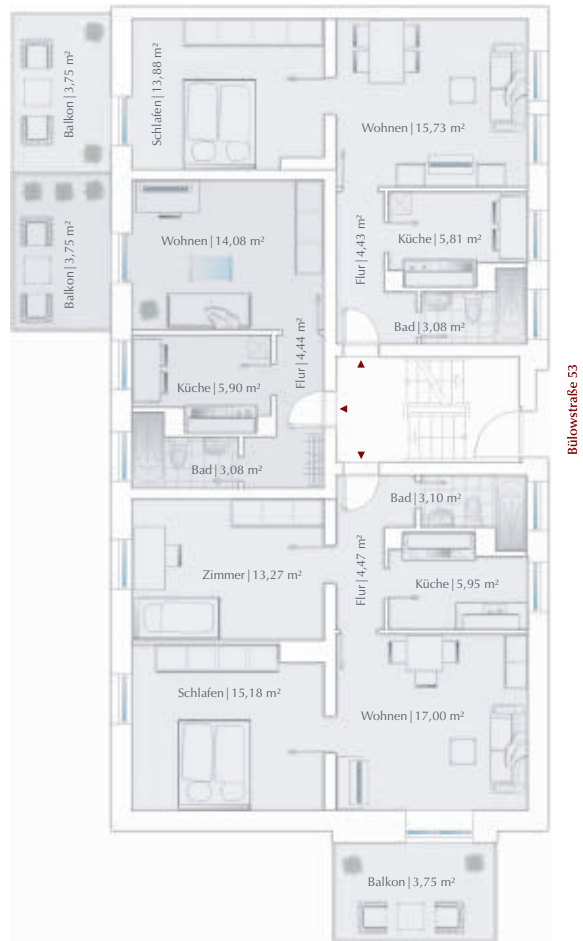 Balkon | 3,75 m²
Schlafen | 13,88 m²
Wohnen | 15,73 m²
Balkon | 3,75 m²
Wohnen | 14,08 m²
Flur | 4,43 m²
Küche | 5,81 m²
Bad | 3,08 m²
Flur | 4,44 m²
Küche | 5,90 m²
Bad | 3,08 m²
Bülowstraße 53
Bad | 3,10 m²
Flur | 4,47 m²
Küche | 5,95 m²
Zimmer | 13,27 m²
Schlafen | 15,18 m²
Wohnen | 17,00 m²
Balkon | 3,75 m²